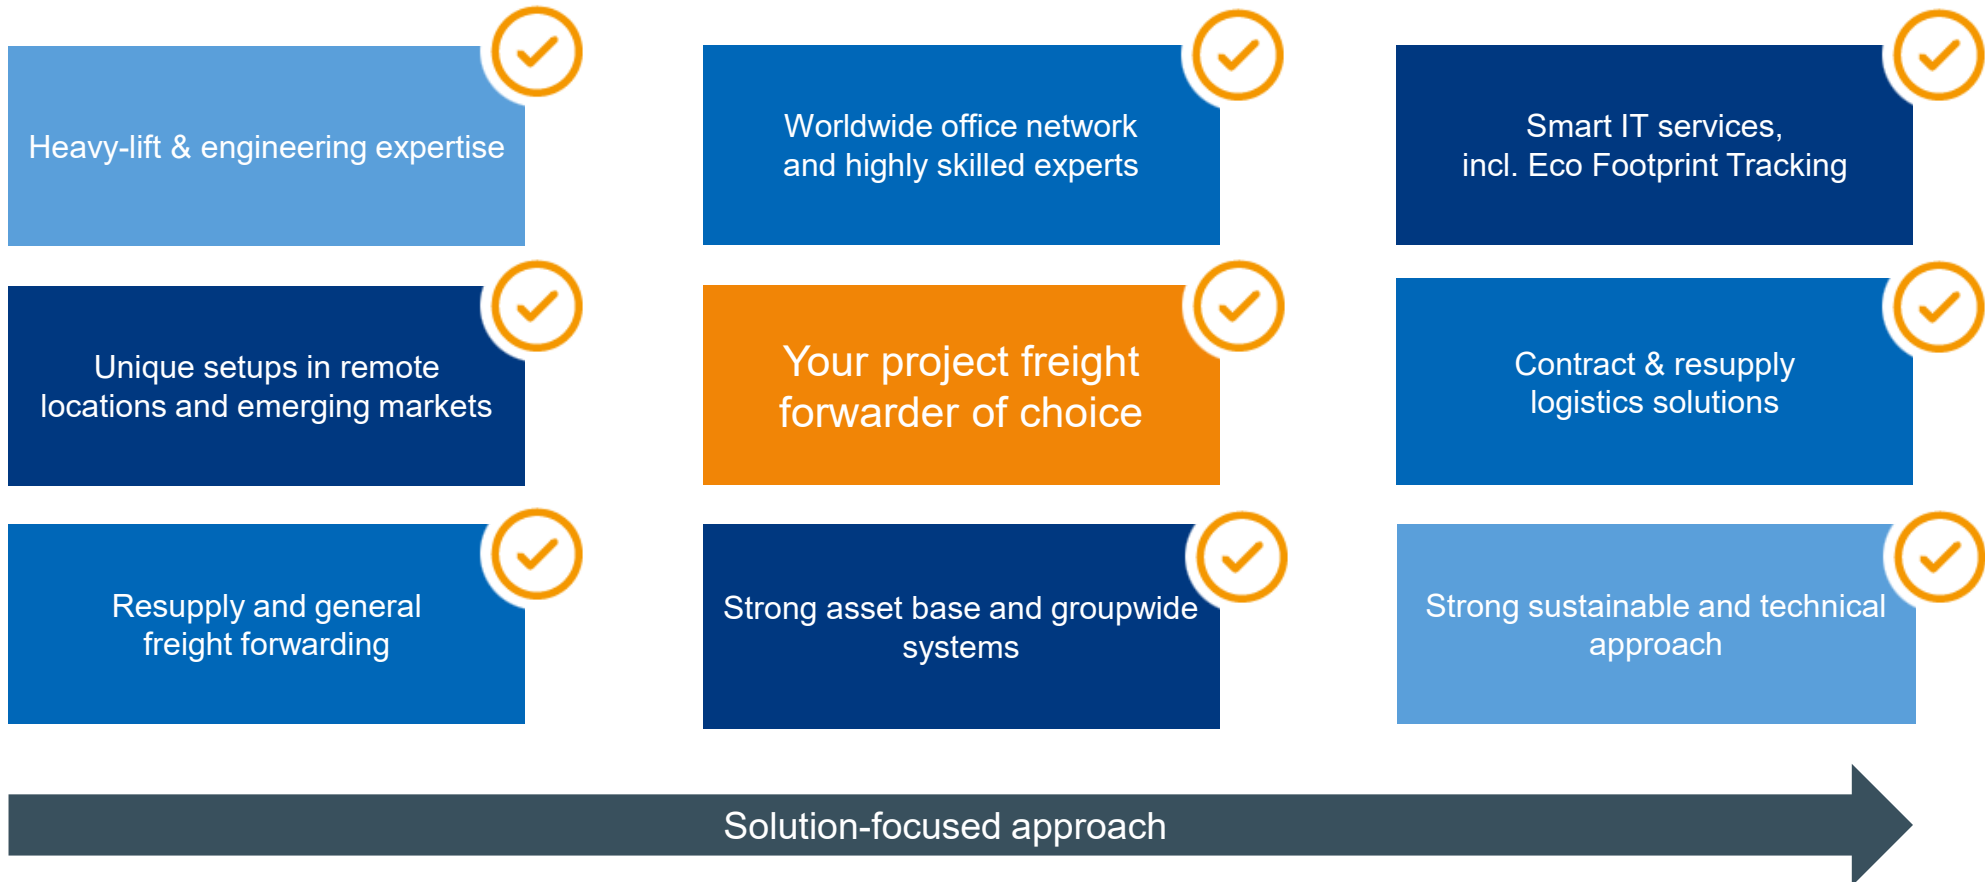 Heavy-lift & engineering expertise
Worldwide office network
and highly skilled experts
Smart IT services,
incl. Eco Footprint Tracking
Unique setups in remote
locations and emerging markets
Your project freight
forwarder of choice
Contract & resupply
logistics solutions
Resupply and general
freight forwarding
Strong asset base and groupwide
systems
Strong sustainable and technical
approach
Solution-focused approach